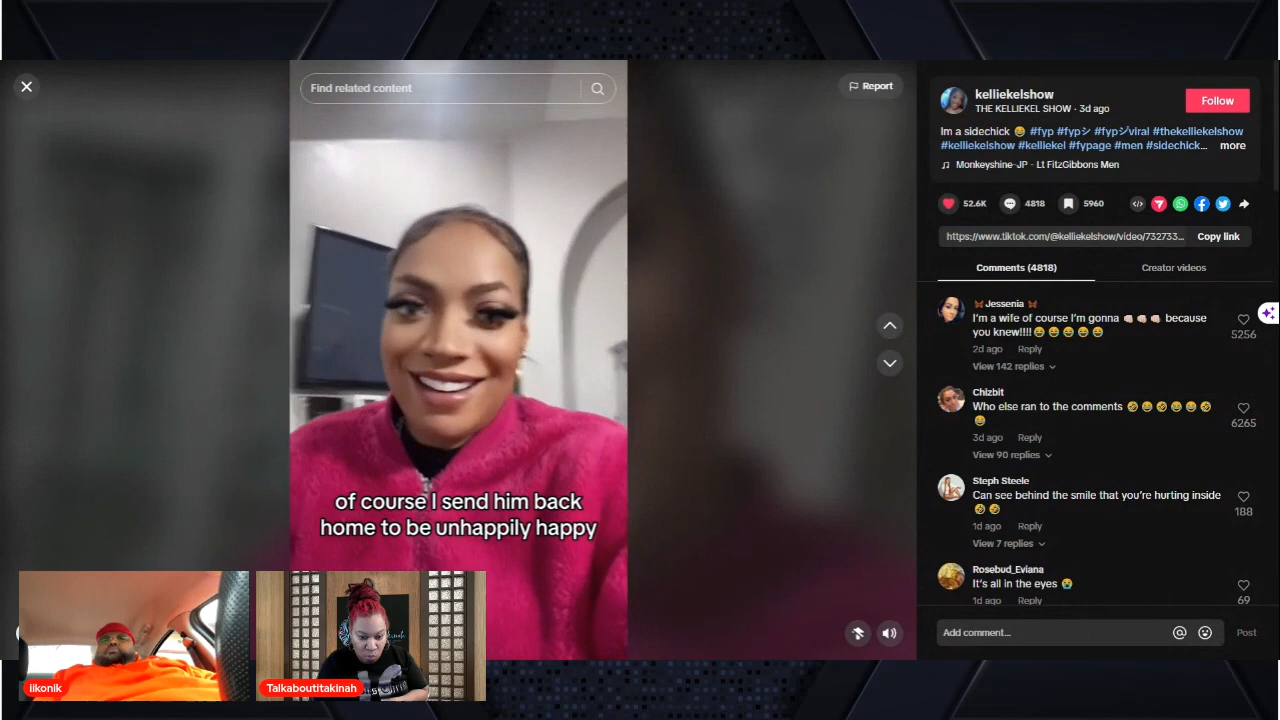 Find related content
Report
kelliekelshow
THE KELLIEKEL SHOW · 3d ago
Follow
Im a sidechick 😂 #fyp #fypシ #fypシ゚viral #thekelliekelshow
#kelliekelshow #kelliekel #fypage #men #sidechick... more
♫ Monkeyshine-JP - Lt FitzGibbons Men
52.6K
4818
5960
https://www.tiktok.com/@kelliekelshow/video/732733...
Copy link
Comments (4818)
Creator videos
🦋 Jessenia 🦋
I'm a wife of course I'm gonna 👊🏻 👊🏻 👊🏻 because
you knew!!!!😂 😂 😂 😂 😂
5256
2d ago Reply
View 142 replies
Chizbit
Who else ran to the comments 🤣 😂 🤣 😂 😂 🤣
😂
6265
3d ago Reply
View 90 replies
Steph Steele
Can see behind the smile that you're hurting inside
🤣 🤣
188
1d ago Reply
View 7 replies
Rosebud_Eviana
It's all in the eyes 😭
69
1d ago Reply
Add comment...
Post
of course I send him back
home to be unhappily happy
iikonik
Talkaboutitakinah